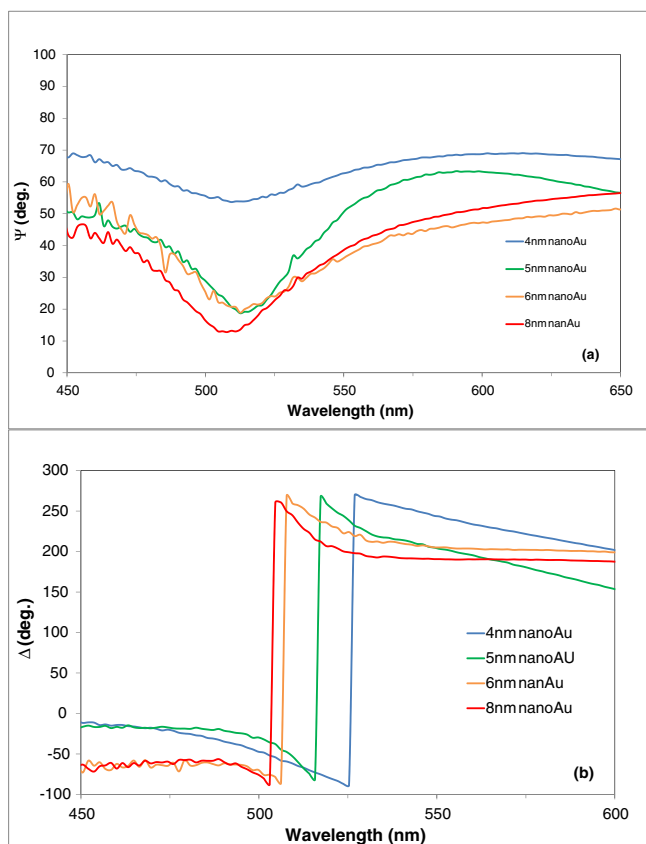 100
90
80
70
60
50
40
30
20
10
0
Ψ (deg.)
4nm nanoAu
5nm nanoAu
6nm nanoAu
8nm nanAu
(a)
450 500 550 600 650
Wavelength (nm)
300
250
200
150
100
50
0
-50
-100
Δ (deg.)
4nm nanoAu
5nm nanoAU
6nm nanAu
8nm nanoAu
(b)
450 500 550 600
Wavelength (nm)